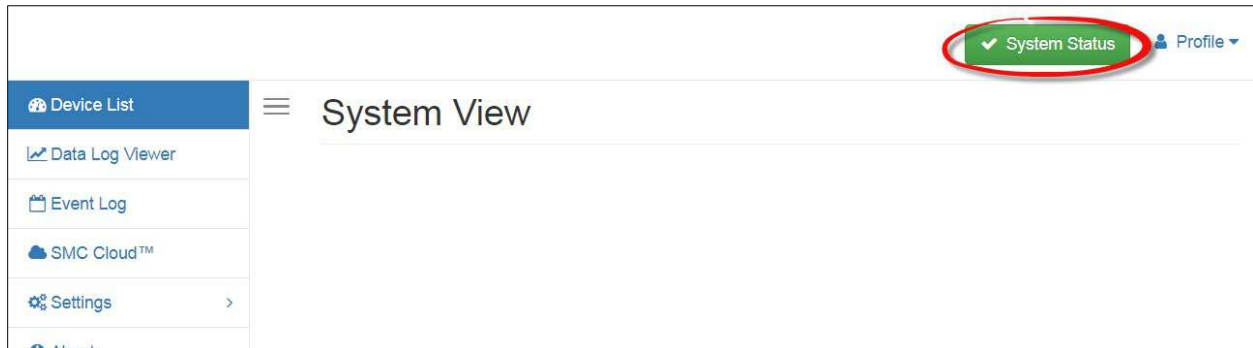 System Status
Profile
Device List
System View
Data Log Viewer
Event Log
SMC Cloud™
Settings